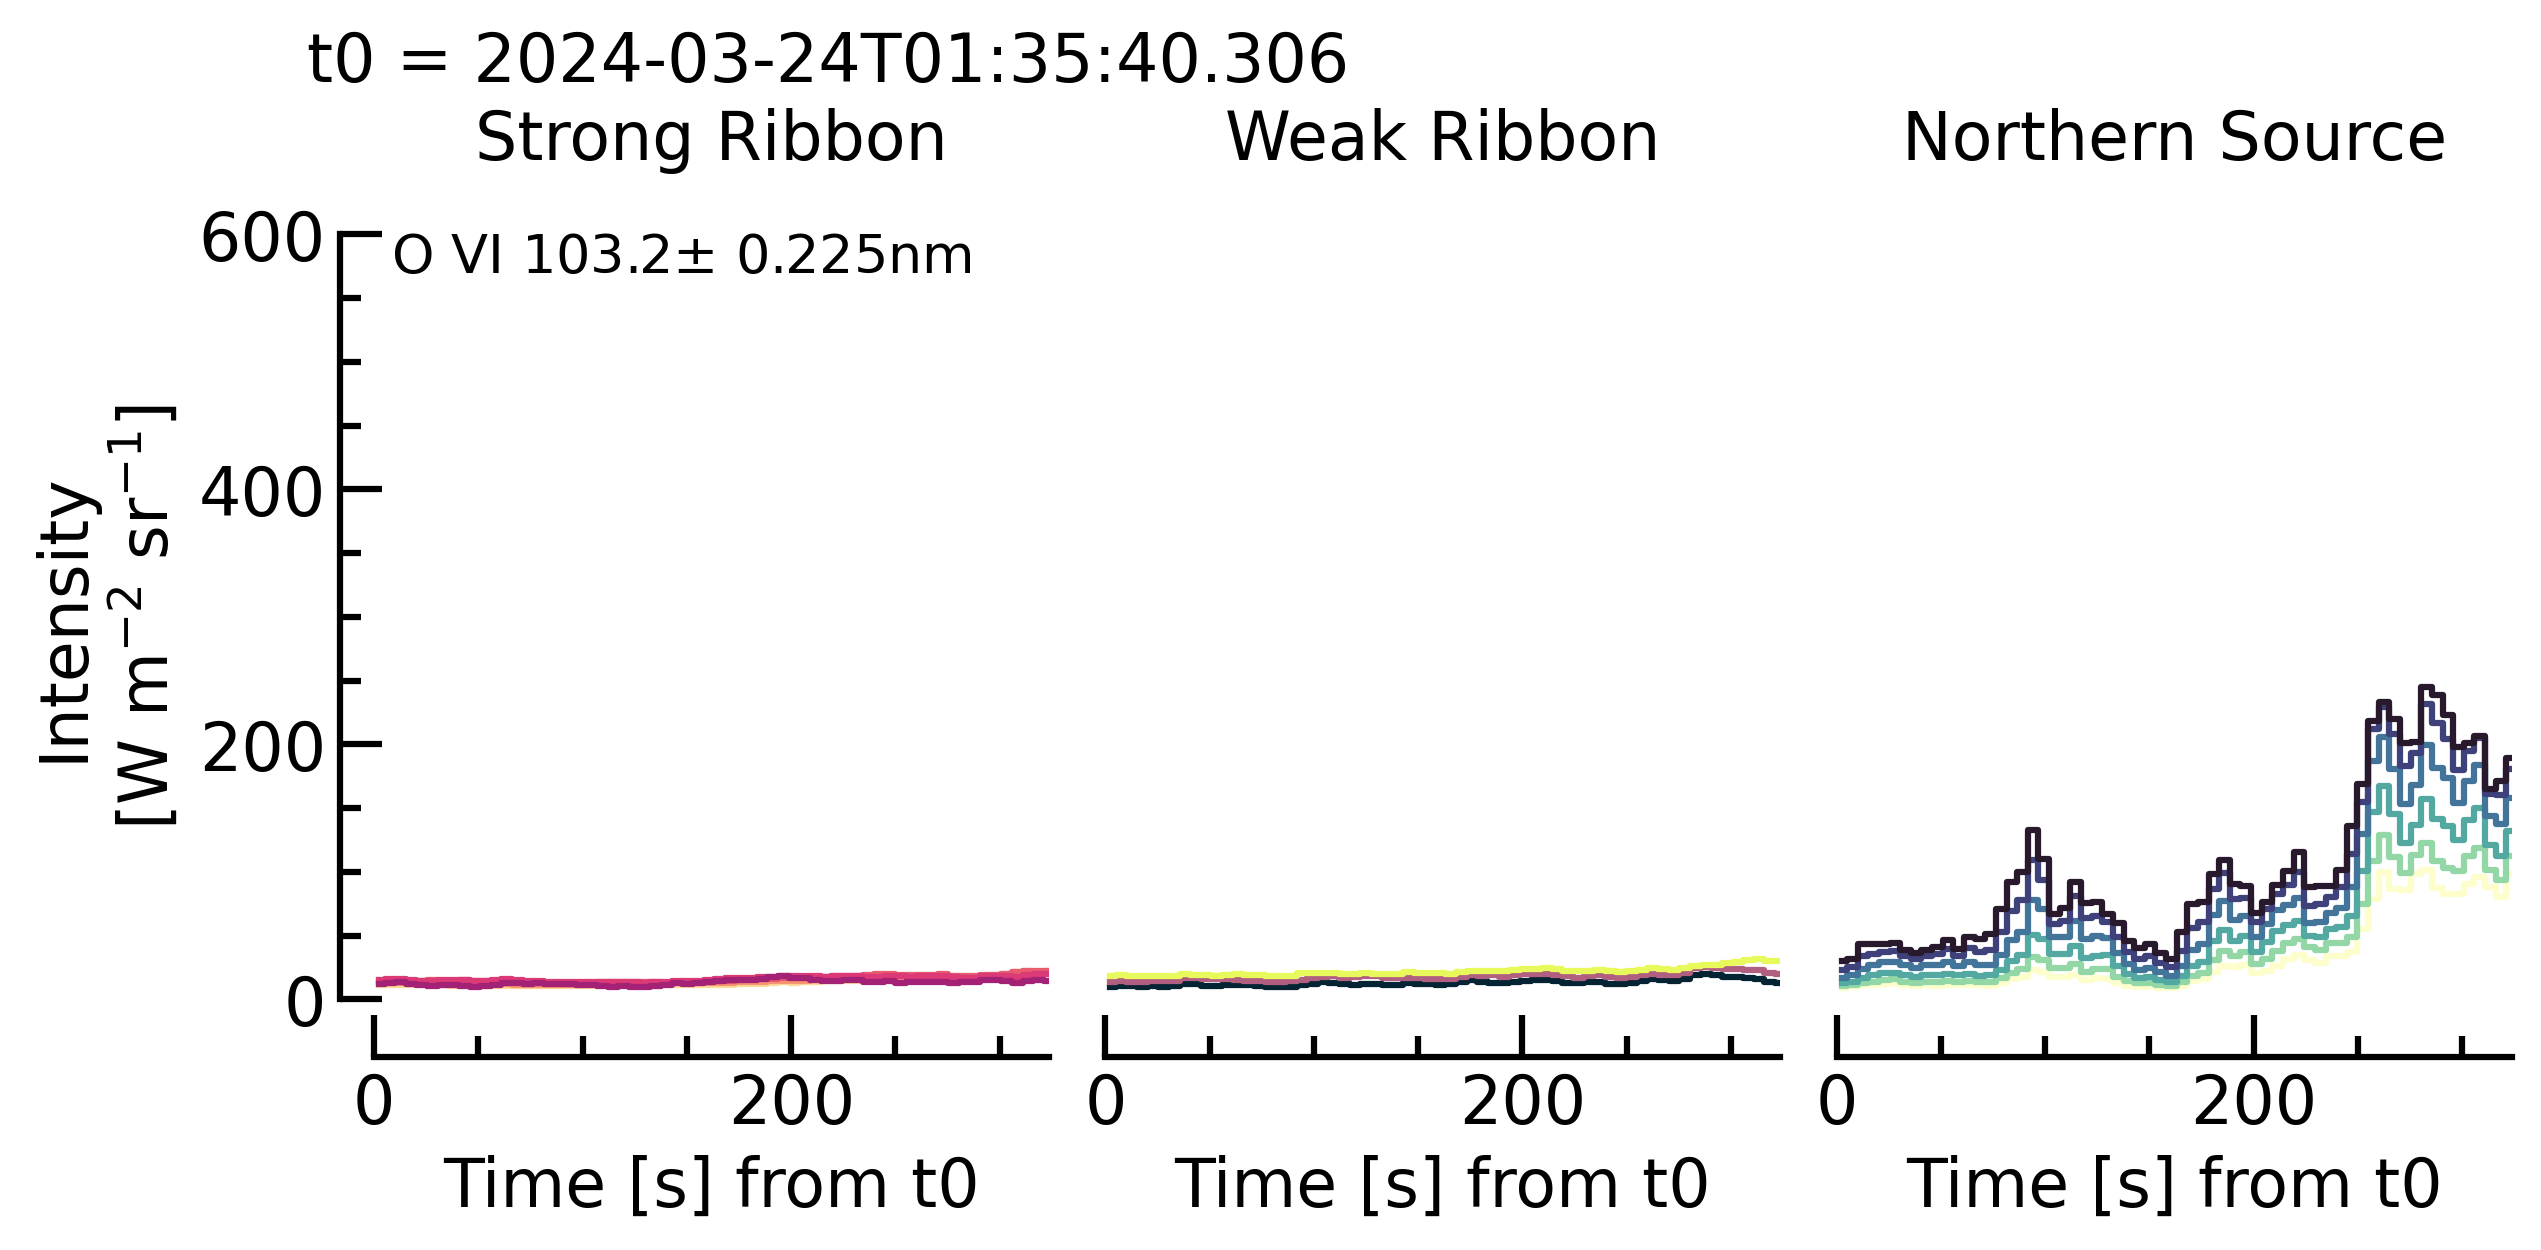 t0 = 2024-03-24T01:35:40.306
Strong Ribbon
Weak Ribbon
Northern Source
O VI 103.2± 0.225nm
Intensity
[W m⁻² sr⁻¹]
600
400
200
0
0 200
0 200
0 200
Time [s] from t0
Time [s] from t0
Time [s] from t0